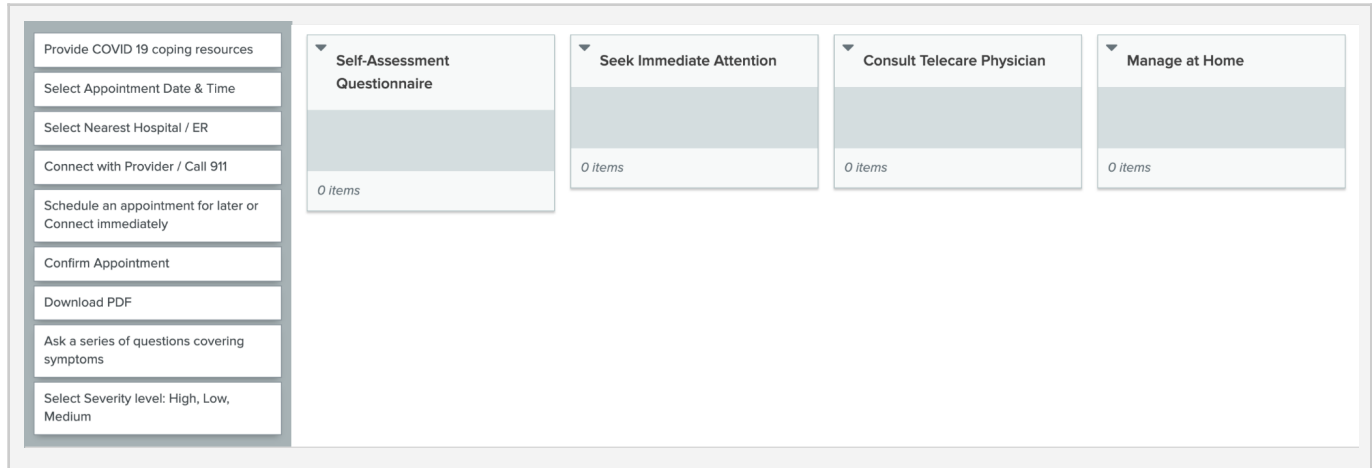 Provide COVID 19 coping resources
Select Appointment Date & Time
Select Nearest Hospital / ER
Connect with Provider / Call 911
Schedule an appointment for later or
Connect immediately
Confirm Appointment
Download PDF
Ask a series of questions covering
symptoms
Select Severity level: High, Low,
Medium
Self-Assessment
Questionnaire
0 items
Seek Immediate Attention
0 items
Consult Telecare Physician
0 items
Manage at Home
0 items